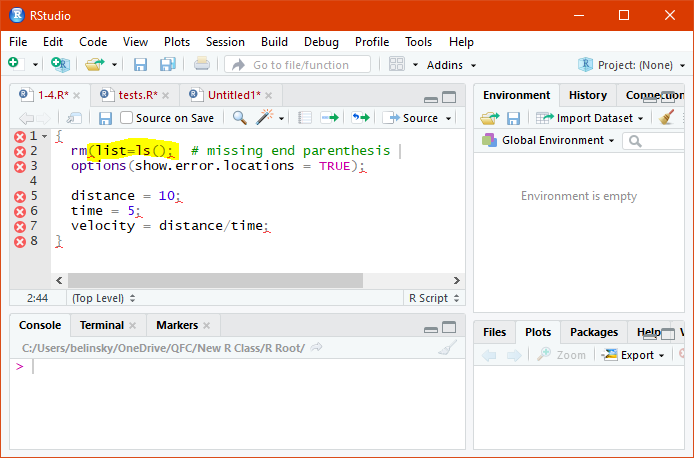 RStudio
File Edit Code View Plots Session Build Debug Profile Tools Help
Go to file/function Addins Project: (None)
1-4.R* tests.R* Untitled1*
Source on Save Source
1 {
2 rm(list=ls(); # missing end parenthesis
3 options(show.error.locations = TRUE);
4
5 distance = 10;
6 time = 5;
7 velocity = distance/time;
8 }
2:44 (Top Level) R Script
Console Terminal Markers
C:/Users/belinsky/OneDrive/QFC/New R Class/R Root/
>
Environment History
Import Dataset
Global Environment
Environment is empty
Files Plots Packages
Zoom Export